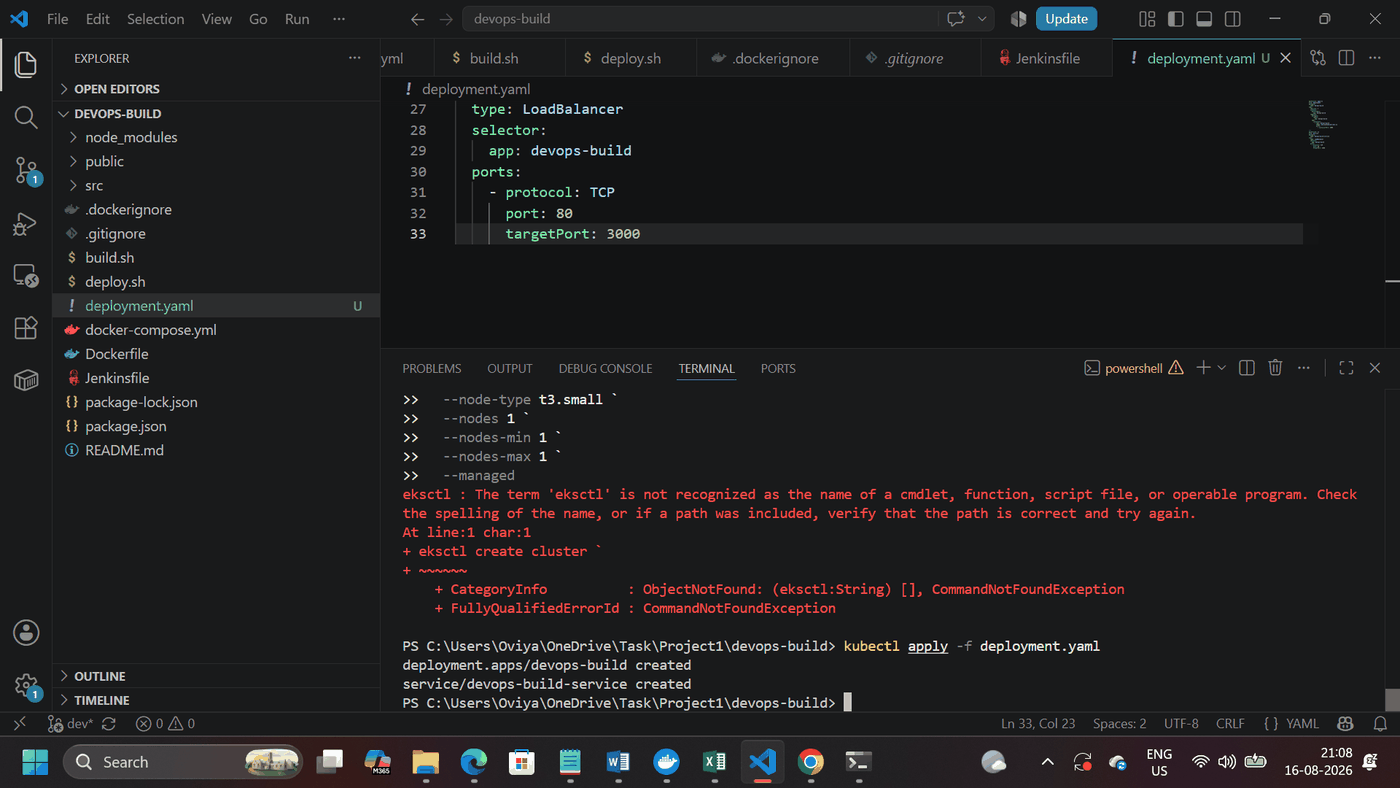 File Edit Selection View Go Run ··· devops-build Update
EXPLORER ···
OPEN EDITORS
DEVOPS-BUILD
node_modules
public
src
.dockerignore
.gitignore
$ build.sh
$ deploy.sh
! deployment.yaml U
docker-compose.yml
Dockerfile
Jenkinsfile
{} package-lock.json
{} package.json
README.md
OUTLINE
TIMELINE
1
1
yml $ build.sh $ deploy.sh .dockerignore .gitignore Jenkinsfile ! deployment.yaml U
! deployment.yaml
27 type: LoadBalancer
28 selector:
29 app: devops-build
30 ports:
31 - protocol: TCP
32 port: 80
33 targetPort: 3000
PROBLEMS OUTPUT DEBUG CONSOLE TERMINAL PORTS powershell
>> --node-type t3.small `
>> --nodes 1 `
>> --nodes-min 1 `
>> --nodes-max 1 `
>> --managed
eksctl : The term 'eksctl' is not recognized as the name of a cmdlet, function, script file, or operable program. Check
the spelling of the name, or if a path was included, verify that the path is correct and try again.
At line:1 char:1
+ eksctl create cluster `
+ ~~~~~~
+ CategoryInfo : ObjectNotFound: (eksctl:String) [], CommandNotFoundException
+ FullyQualifiedErrorId : CommandNotFoundException
PS C:\Users\Oviya\OneDrive\Task\Project1\devops-build> kubectl apply -f deployment.yaml
deployment.apps/devops-build created
service/devops-build-service created
PS C:\Users\Oviya\OneDrive\Task\Project1\devops-build>
dev* 0 0 Ln 33, Col 23 Spaces: 2 UTF-8 CRLF {} YAML
Search M365 ENG 21:08
US 16-08-2026